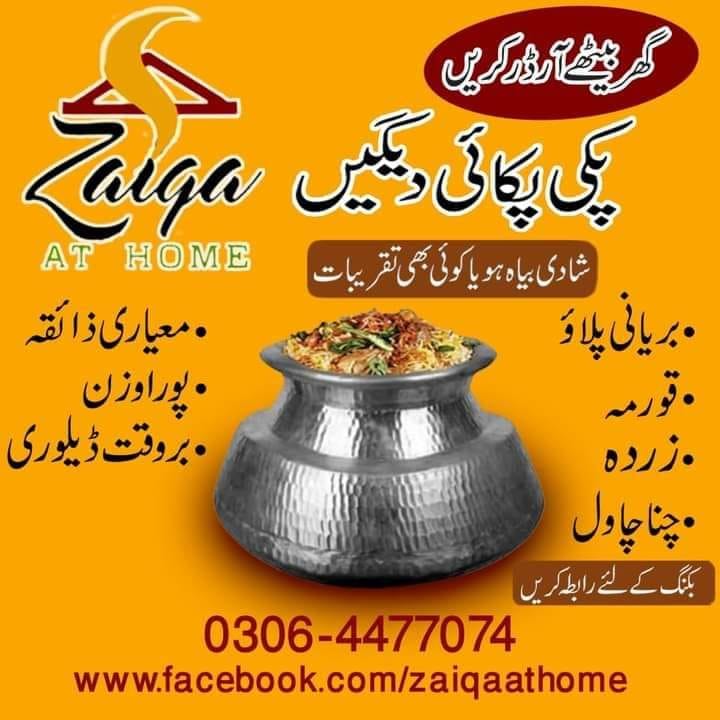 گھر بیٹھے آرڈر کریں
Zaiqa
AT HOME
پکی پکائی دیگیں
شادی بیاہ ہو یا کوئی بھی تقریبات
• بریانی پلاؤ
• قورمہ
• زردہ
• چنا چاول
• معیاری ذائقہ
• پورا وزن
• بروقت ڈیلوری
بکنگ کے لئے رابطہ کریں
0306-4477074
www.facebook.com/zaiqaathome